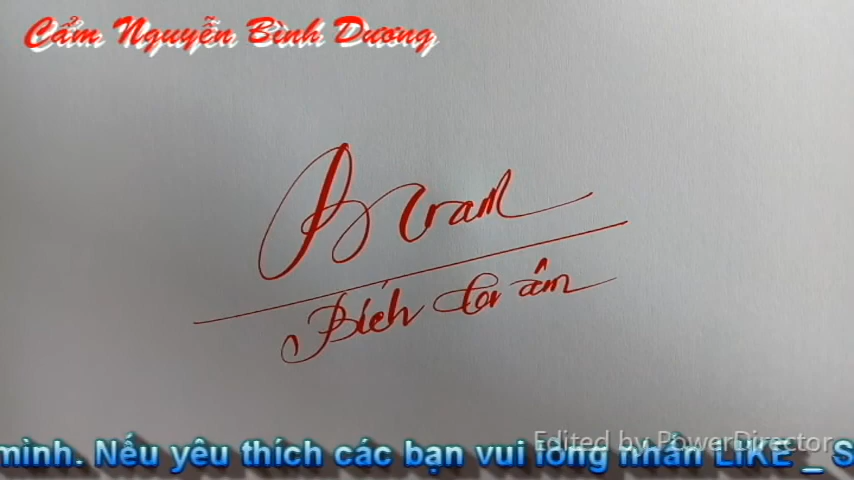 Cẩm Nguyễn Bình Dương
Btram
Bích Trâm
mình. Nếu yêu thích các bạn vui lòng nhấn LIKE _ S
Edited by PowerDirector